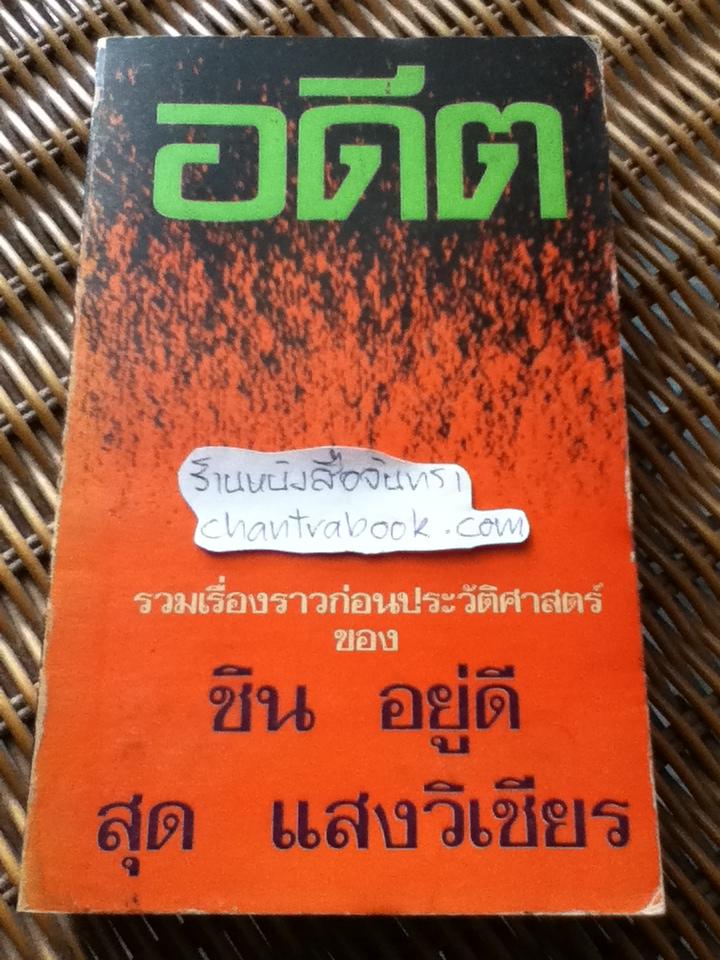 อดีต
ร้านหนังสือจันทรา
chantrabook.com
รวมเรื่องราวก่อนประวัติศาสตร์
ของ
ชิน อยู่ดี
สุด แสงวิเชียร